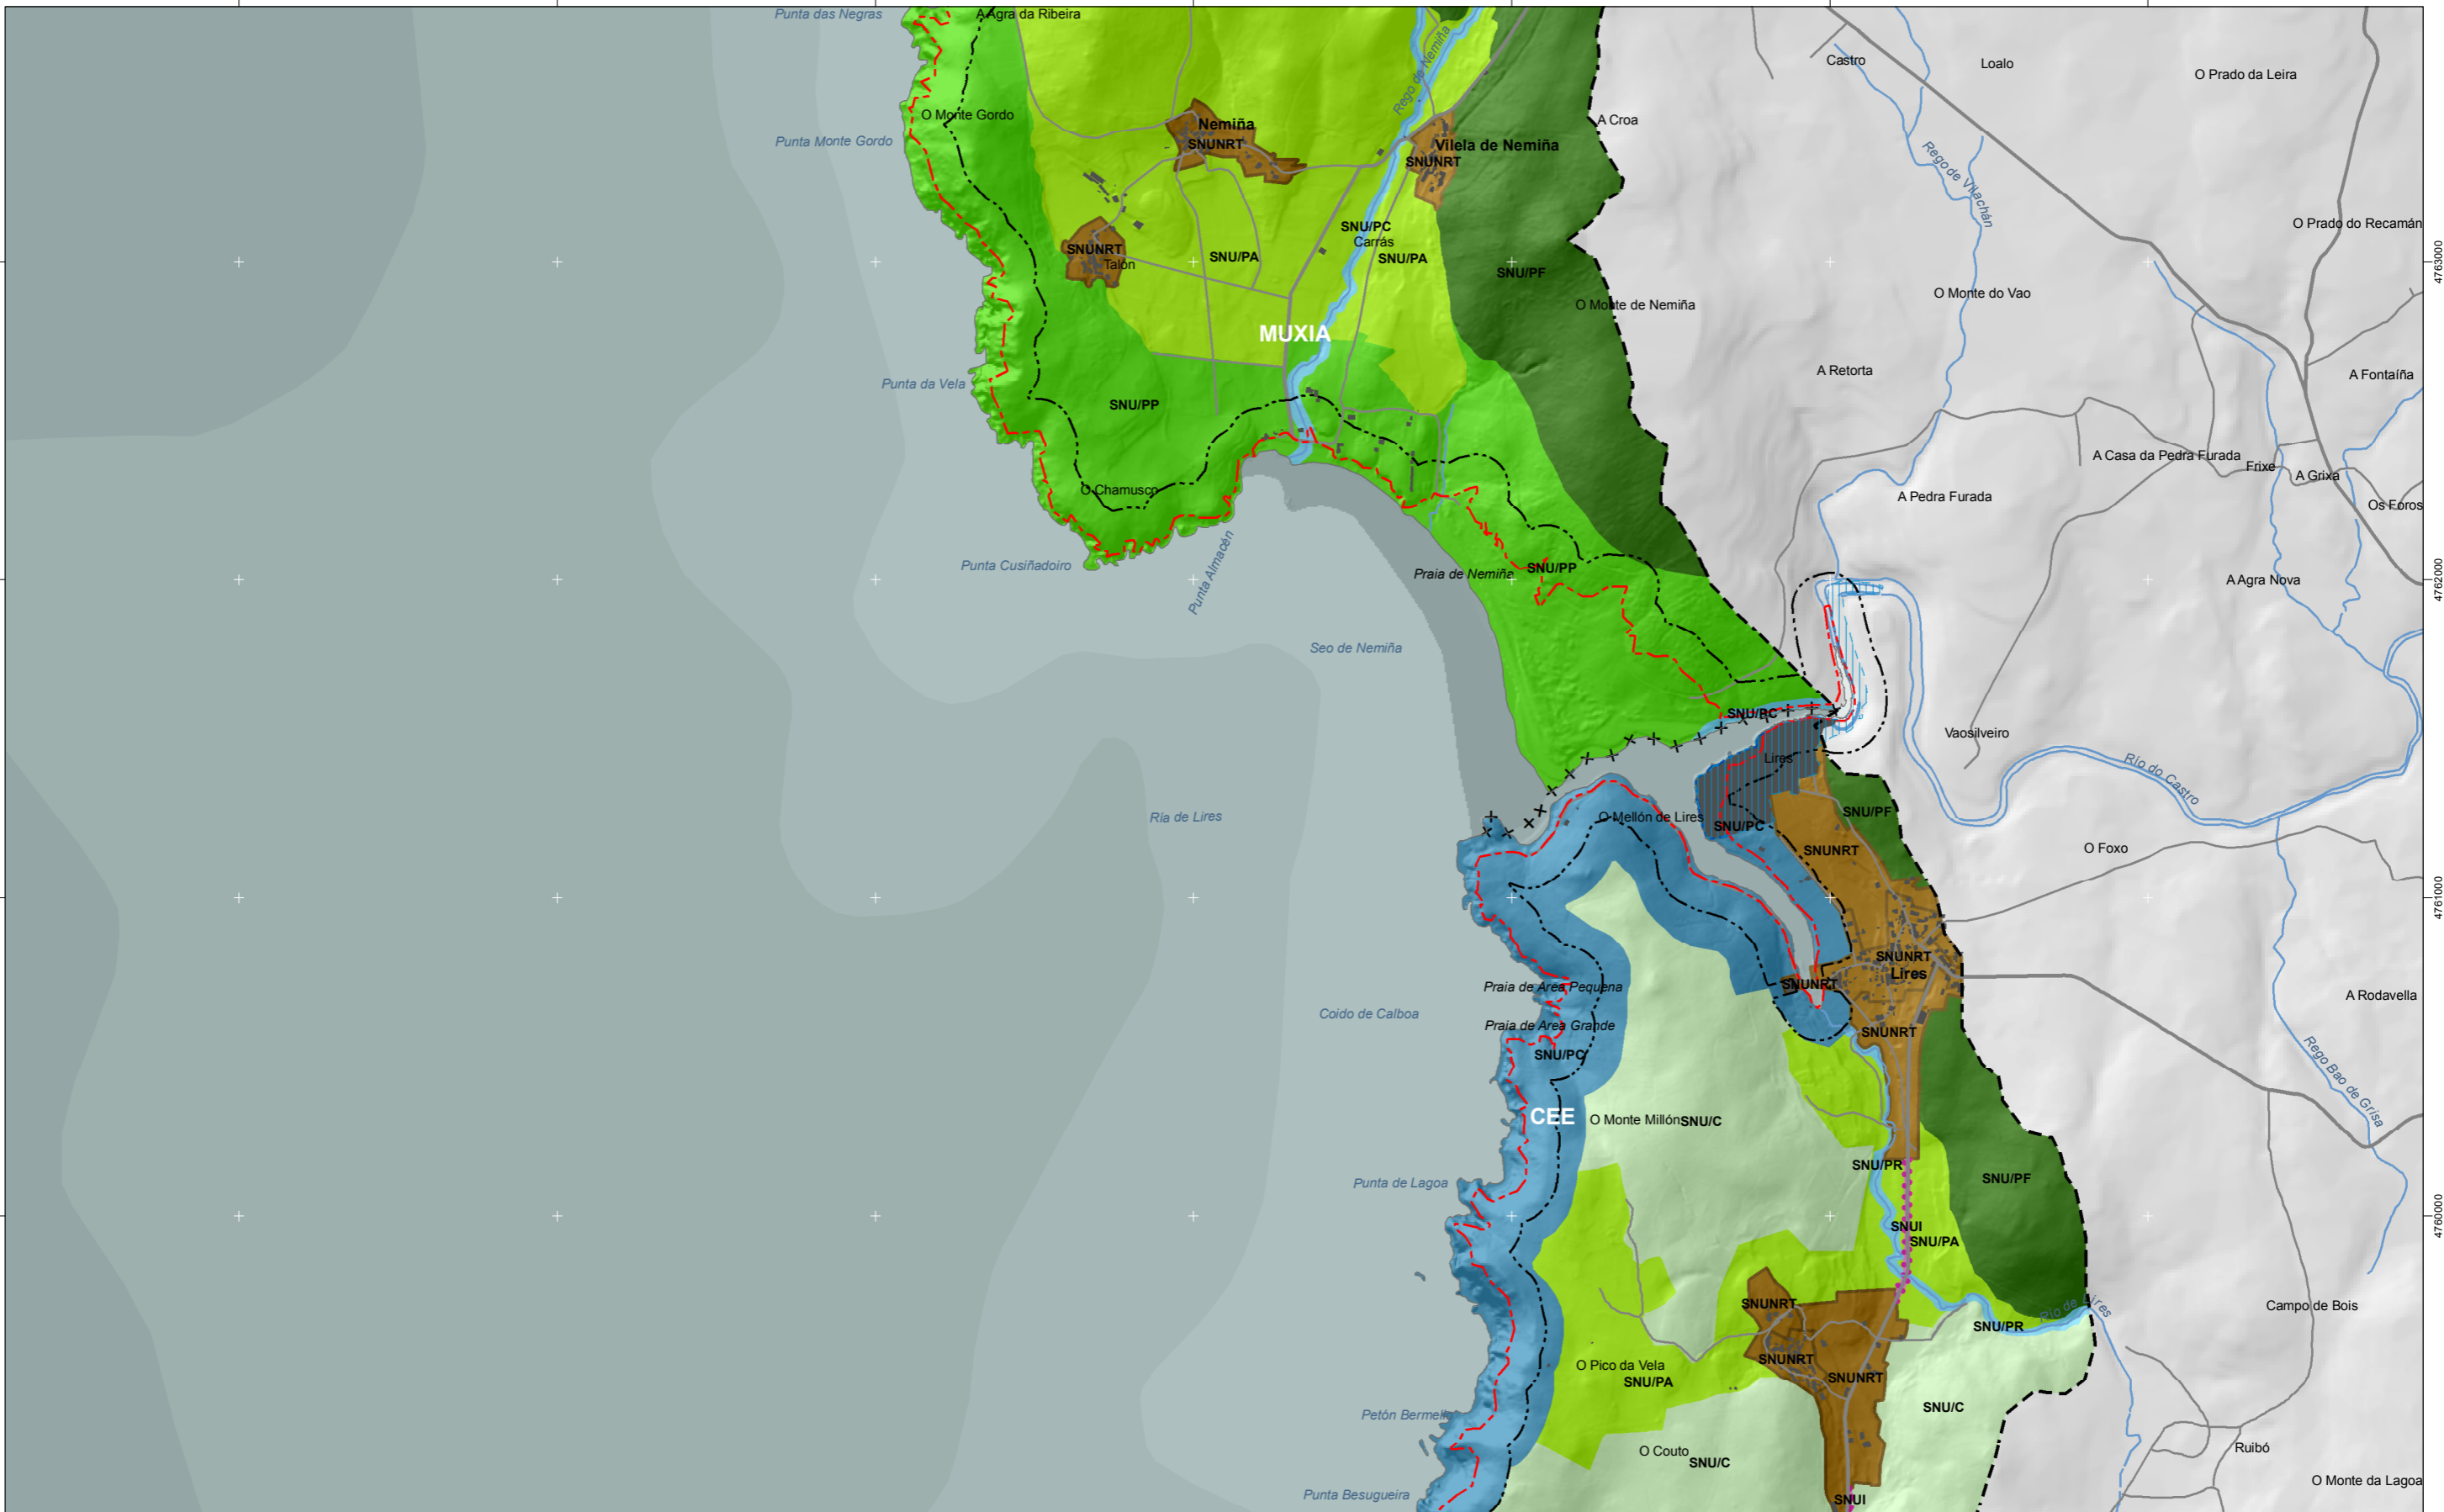 Punta das Negras
A Agra da Ribeira
Castro
Loalo
O Prado da Leira
Rego de Nemiña
O Monte Gordo
Punta Monte Gordo
Nemiña
SNUNRT
Vilela de Nemiña
SNUNRT
A Croa
Rego de Vilachán
O Prado do Recamán
SNU/PC
Carrás
SNUNRT
Talón
SNU/PA
SNU/PA
SNU/PF
4763000
O Monte de Nemiña
O Monte do Vao
MUXIA
A Retorta
A Fontaíña
Punta da Vela
SNU/PP
A Casa da Pedra Furada
Frixe
A Grixa
O Chamusco
A Pedra Furada
Os Foros
Punta Cusiñadoiro
Punta Almacén
Praia de Nemiña
SNU/PP
A Agra Nova
4762000
Seo de Nemiña
SNU/PC
Vaosilveiro
Lires
Río do Castro
Ría de Lires
O Mellón de Lires
SNU/PC
SNU/PF
SNUNRT
O Foxo
4761000
SNUNRT
Lires
Praia de Area Pequena
SNUNRT
A Rodavella
Coido de Calboa
Praia de Area Grande
SNUNRT
SNU/PC
Rego Bao de Grisa
CEE
O Monte Millón
SNU/C
SNU/PR
Punta de Lagoa
SNU/PF
SNUI
SNU/PA
4760000
SNUNRT
Río de Lires
Campo de Bois
SNU/PR
SNUNRT
O Pico da Vela
SNU/PA
SNUNRT
SNU/C
Petón Bermello
O Couto
SNU/C
Ruibó
O Monte da Lagoa
Punta Besugueira
SNUI